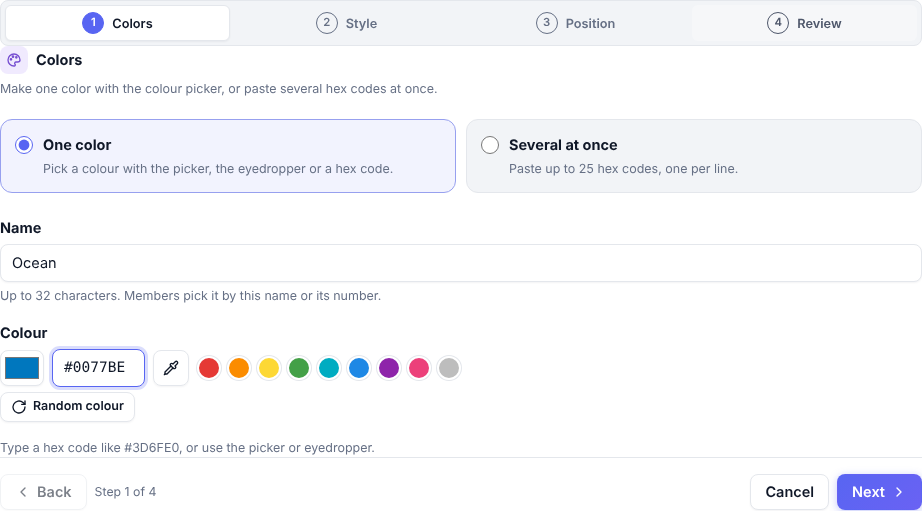 1 Colors
2 Style
3 Position
4 Review
Colors
Make one color with the colour picker, or paste several hex codes at once.
One color
Pick a colour with the picker, the eyedropper or a hex code.
Several at once
Paste up to 25 hex codes, one per line.
Name
Ocean
Up to 32 characters. Members pick it by this name or its number.
Colour
#0077BE
Random colour
Type a hex code like #3D6FE0, or use the picker or eyedropper.
Back
Step 1 of 4
Cancel
Next